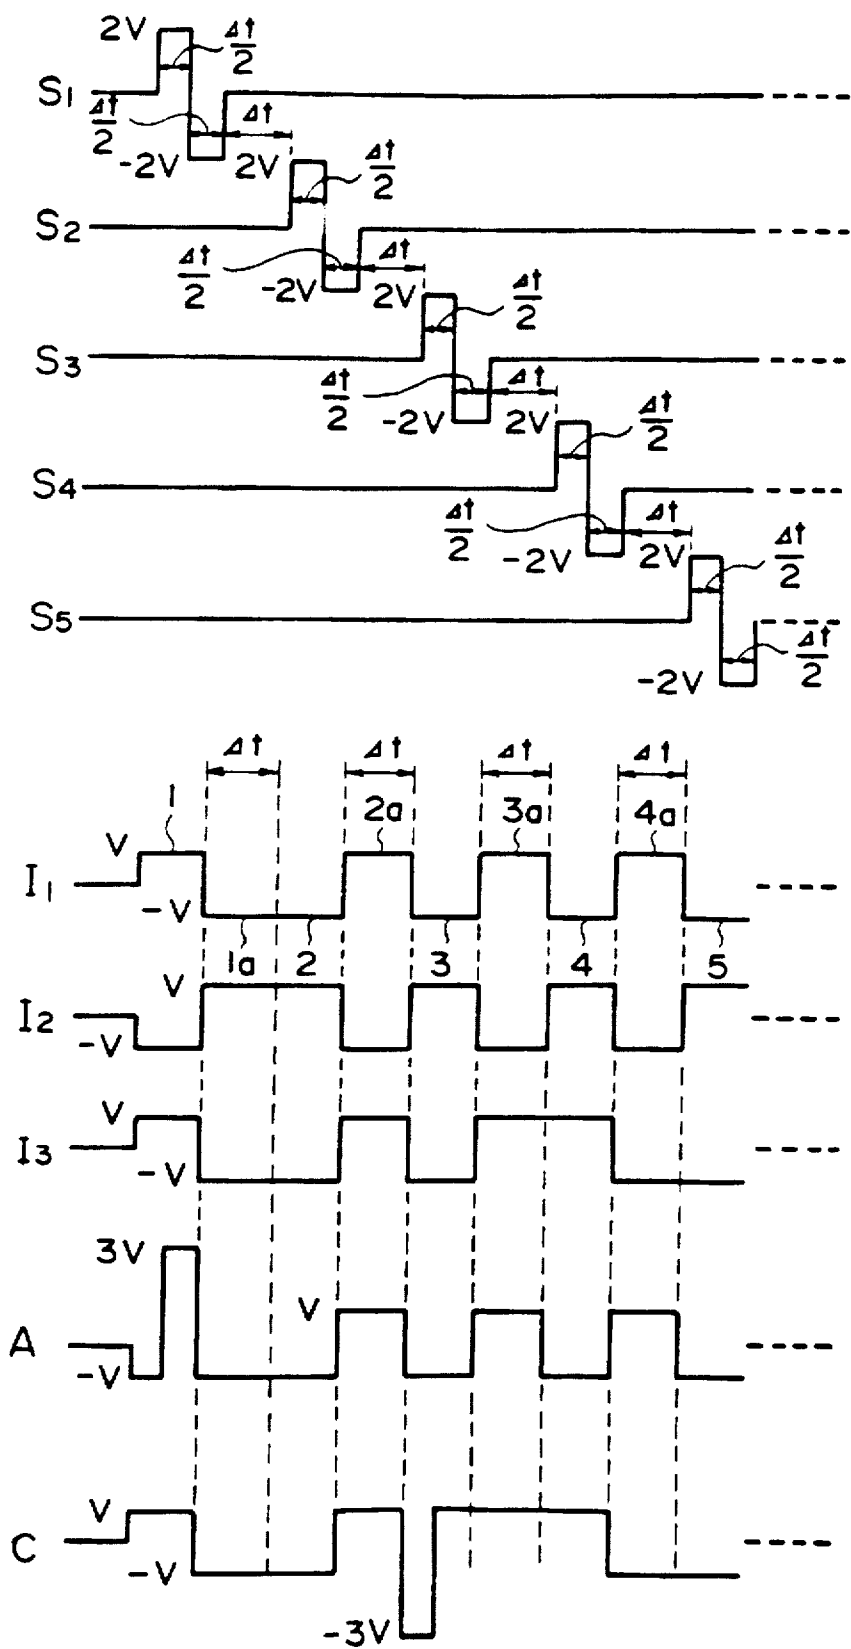 2V Δt/2
S1
Δt/2 Δt
-2V 2V Δt/2
S2
Δt/2 Δt
-2V 2V Δt/2
S3
Δt/2 Δt
-2V 2V Δt/2
S4
Δt/2 Δt
-2V 2V Δt/2
S5
Δt/2
-2V
Δt Δt Δt Δt
1 2a 3a 4a
V
I1
-V
1a 2 3 4 5
V
I2
-V
V
I3
-V
3V
V
A
-V
V
C
-V
-3V